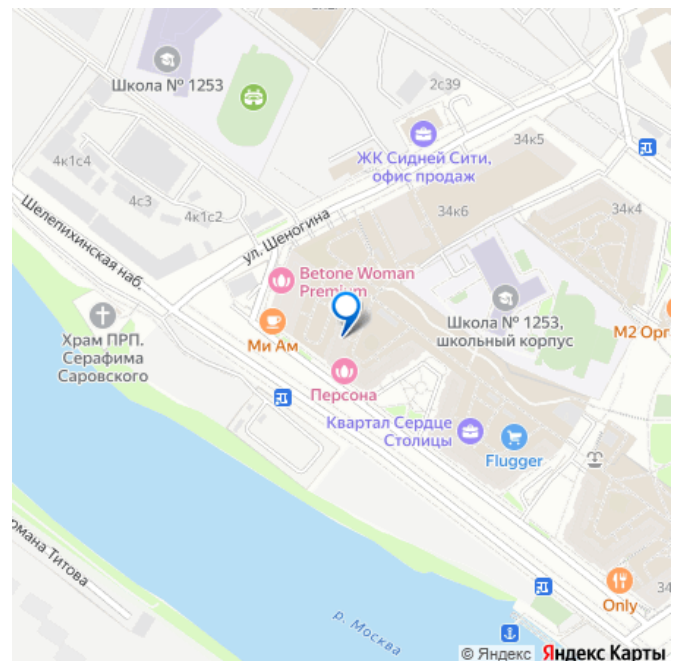 Школа № 1253
2с39
34к5
ЖК Сидней Сити,
офис продаж
4к1с4
4с3
4к1с2
34к6
34к4
Шелепихинская наб.
ул. Шеногина
Betone Woman
Premium
Храм ПРП.
Серафима
Саровского
Ми Ам
Школа № 1253,
школьный корпус
М2 Орг
Персона
Квартал Сердце
Столицы
Flugger
рмана Титова
34
Only
р. Москва
© Яндекс Яндекс Карты